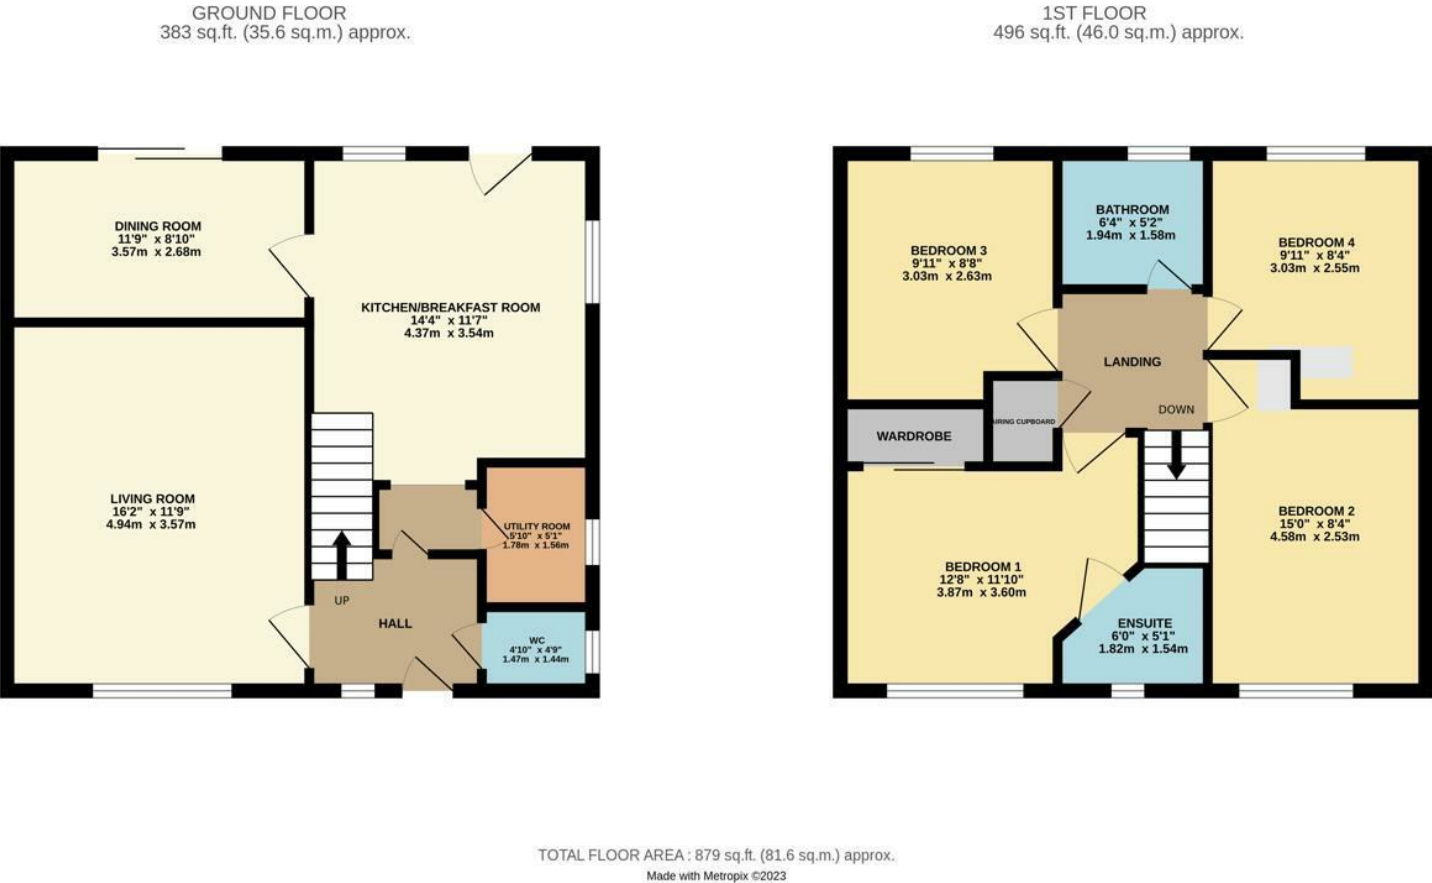 GROUND FLOOR
383 sq.ft. (35.6 sq.m.) approx.
1ST FLOOR
496 sq.ft. (46.0 sq.m.) approx.
DINING ROOM
11'9" x 8'10"
3.57m x 2.68m
KITCHEN/BREAKFAST ROOM
14'4" x 11'7"
4.37m x 3.54m
LIVING ROOM
16'2" x 11'9"
4.94m x 3.57m
UTILITY ROOM
5'10" x 5'1"
1.78m x 1.56m
UP
HALL
WC
4'10" x 4'9"
1.47m x 1.44m
BEDROOM 3
9'11" x 8'8"
3.03m x 2.63m
BATHROOM
6'4" x 5'2"
1.94m x 1.58m
BEDROOM 4
9'11" x 8'4"
3.03m x 2.55m
LANDING
DOWN
WARDROBE
IRING CUPBOARD
BEDROOM 2
15'0" x 8'4"
4.58m x 2.53m
BEDROOM 1
12'8" x 11'10"
3.87m x 3.60m
ENSUITE
6'0" x 5'1"
1.82m x 1.54m
TOTAL FLOOR AREA : 879 sq.ft. (81.6 sq.m.) approx.
Made with Metropix ©2023